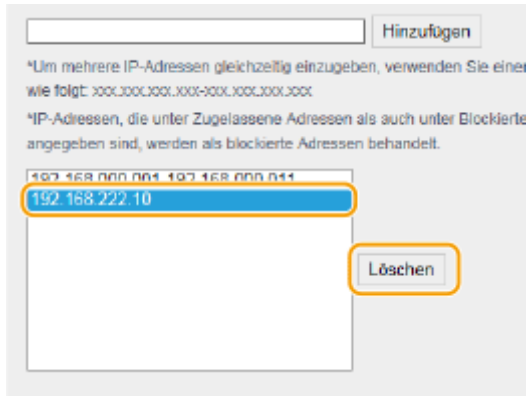 Hinzufügen
*Um mehrere IP-Adressen gleichzeitig einzugeben, verwenden Sie einen
wie folgt: xxx.xxx.xxx.xxx-xxx.xxx.xxx.xxx
*IP-Adressen, die unter Zugelassene Adressen als auch unter Blockierte
angegeben sind, werden als blockierte Adressen behandelt.
192.168.000.001-192.168.000.011
192.168.222.10
Löschen